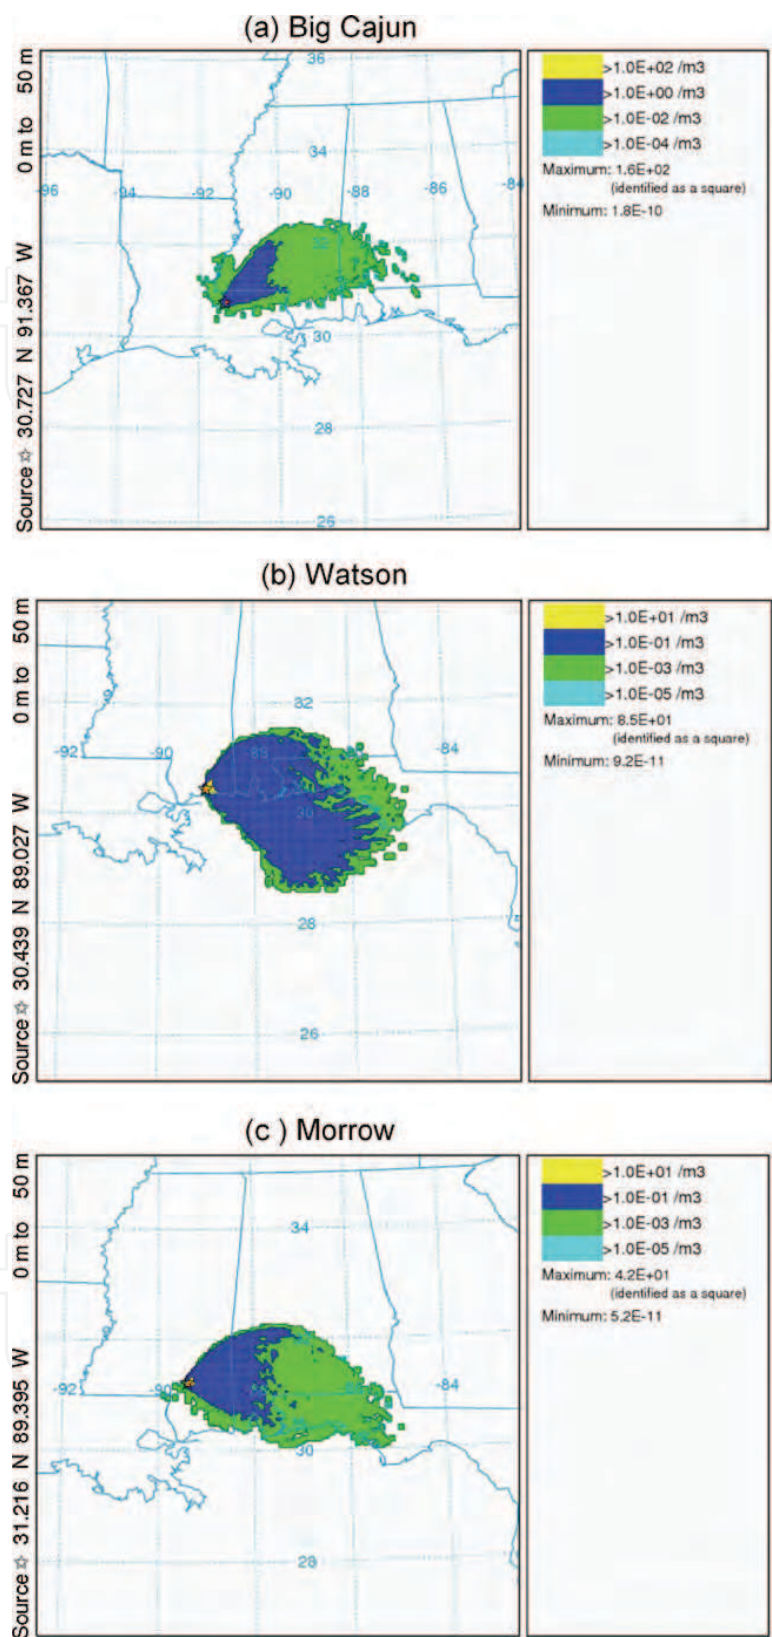 (a) Big Cajun
Source ☆ 30.727 N 91.367 W 0 m to 50 m
36
34
-96
-94
-92
-90
-88
-86
-84
32
30
28
26
>1.0E+02 /m3
>1.0E+00 /m3
>1.0E-02 /m3
>1.0E-04 /m3
Maximum: 1.6E+02
(identified as a square)
Minimum: 1.8E-10
(b) Watson
Source ☆ 30.439 N 89.027 W 0 m to 50 m
32
-92
-90
-84
30
28
26
>1.0E+01 /m3
>1.0E-01 /m3
>1.0E-03 /m3
>1.0E-05 /m3
Maximum: 8.5E+01
(identified as a square)
Minimum: 9.2E-11
(c ) Morrow
Source ☆ 31.216 N 89.395 W 0 m to 50 m
34
-92
-90
-84
30
28
>1.0E+01 /m3
>1.0E-01 /m3
>1.0E-03 /m3
>1.0E-05 /m3
Maximum: 4.2E+01
(identified as a square)
Minimum: 5.2E-11